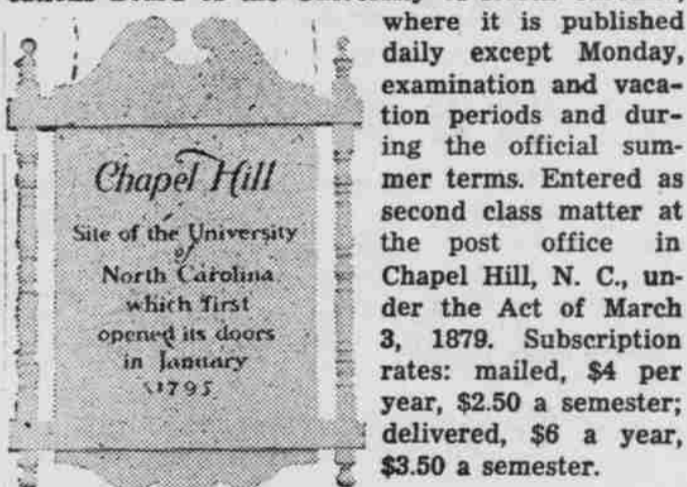 where it is published
daily except Monday,
examination and vaca-
tion periods and dur-
ing the official sum-
mer terms. Entered as
second class matter at
the post office in
Chapel Hill, N. C., un-
der the Act of March
3, 1879. Subscription
rates: mailed, $4 per
year, $2.50 a semester;
delivered, $6 a year,
$3.50 a semester.
Chapel Hill
Site of the University
of
North Carolina
which first
opened its doors
in January
1795